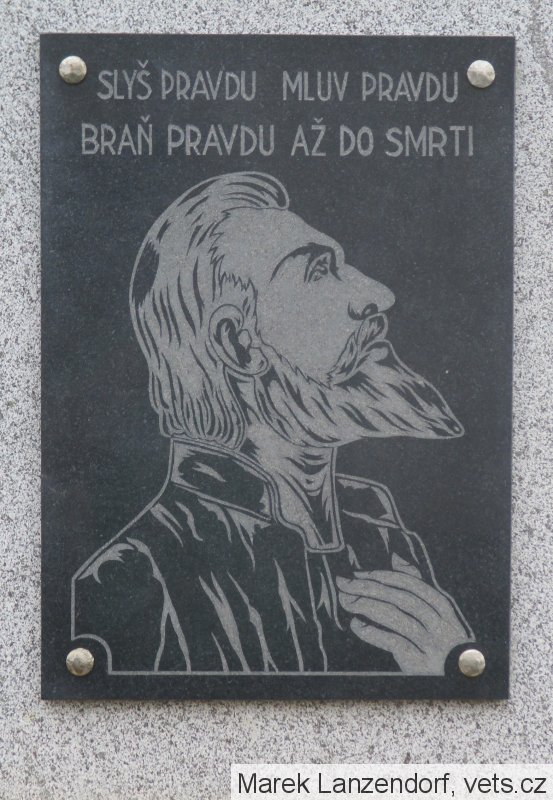 SLYŠ PRAVDU MLUV PRAVDU
BRAŇ PRAVDU AŽ DO SMRTI
Marek Lanzendorf, vets.cz